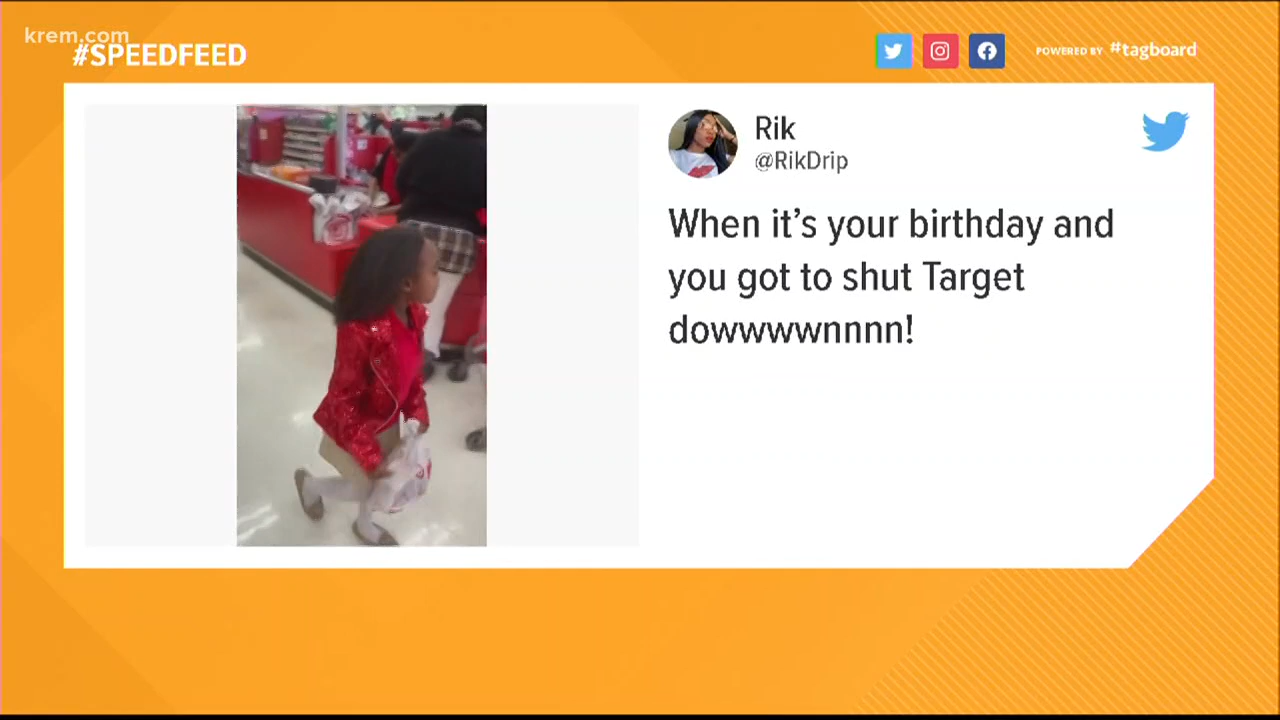 krem.com
#SPEEDFEED
POWERED BY #tagboard
Rik
@RikDrip
When it’s your birthday and
you got to shut Target
dowwwwnnnn!